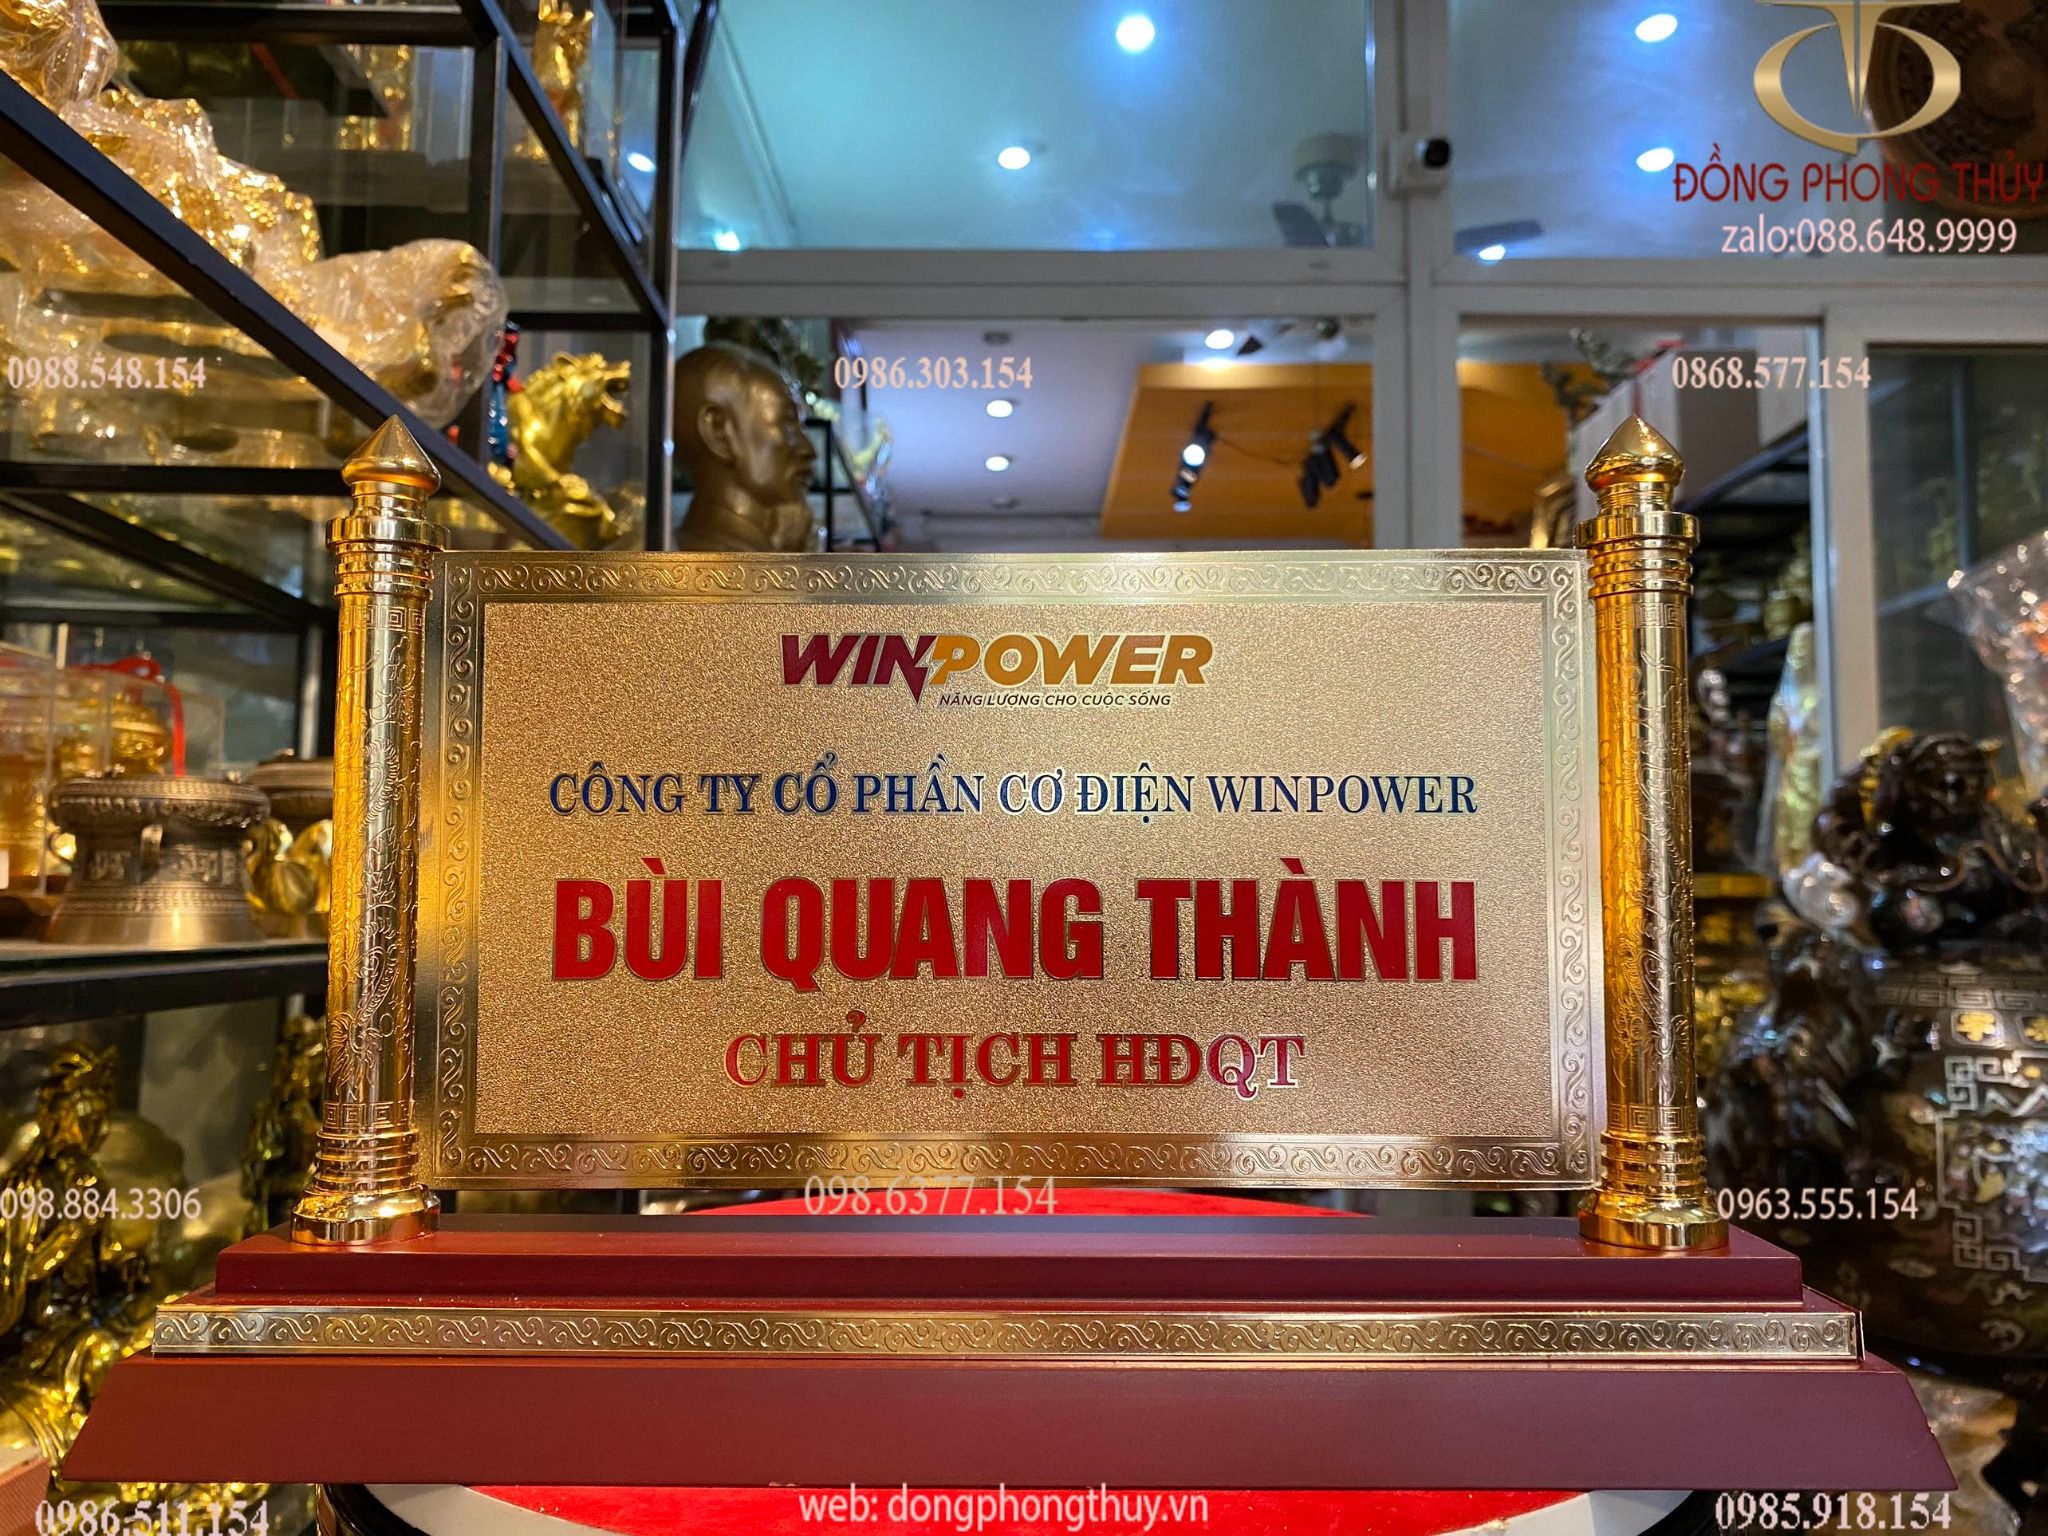 ĐỒNG PHONG THỦY
zalo:088.648.9999
0988.548.154
0986.303.154
0868.577.154
WINPOWER
NĂNG LƯỢNG CHO CUỘC SỐNG
CÔNG TY CỔ PHẦN CƠ ĐIỆN WINPOWER
BÙI QUANG THÀNH
CHỦ TỊCH HĐQT
098.884.3306
098.6377.154
0963.555.154
0986.511.154
web: dongphongthuy.vn
0985.918.154